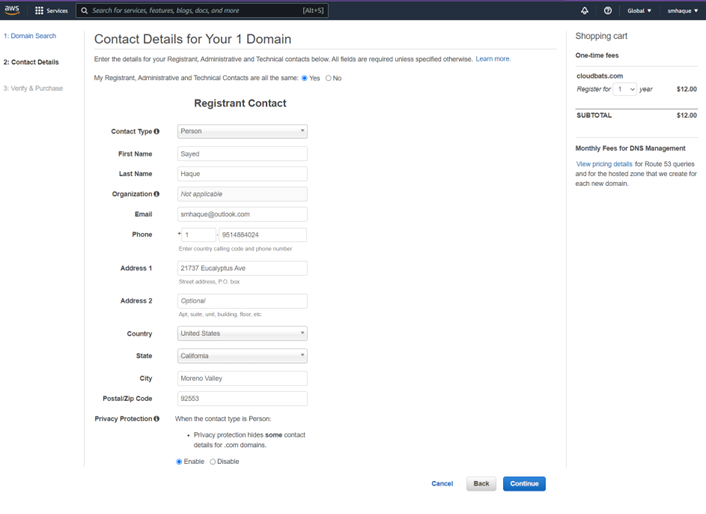 aws Services Search for services, features, blogs, docs, and more [Alt+S] Global smhaque
1: Domain Search
2: Contact Details
3: Verify & Purchase
Contact Details for Your 1 Domain
Enter the details for your Registrant, Administrative and Technical contacts below. All fields are required unless specified otherwise. Learn more.
My Registrant, Administrative and Technical Contacts are all the same: Yes No
Registrant Contact
Contact Type Person
First Name Sayed
Last Name Haque
Organization Not applicable
Email smhaque@outlook.com
Phone + 1 - 9514884024
Enter country calling code and phone number
Address 1 21737 Eucalyptus Ave
Street address, P.O. box
Address 2 Optional
Apt, suite, unit, building, floor, etc.
Country United States
State California
City Moreno Valley
Postal/Zip Code 92553
Privacy Protection When the contact type is Person:
• Privacy protection hides some contact
details for .com domains.
Enable Disable
Cancel Back Continue
Shopping cart
One-time fees
cloudbats.com
Register for 1 year $12.00
SUBTOTAL $12.00
Monthly Fees for DNS Management
View pricing details for Route 53 queries
and for the hosted zone that we create for
each new domain.